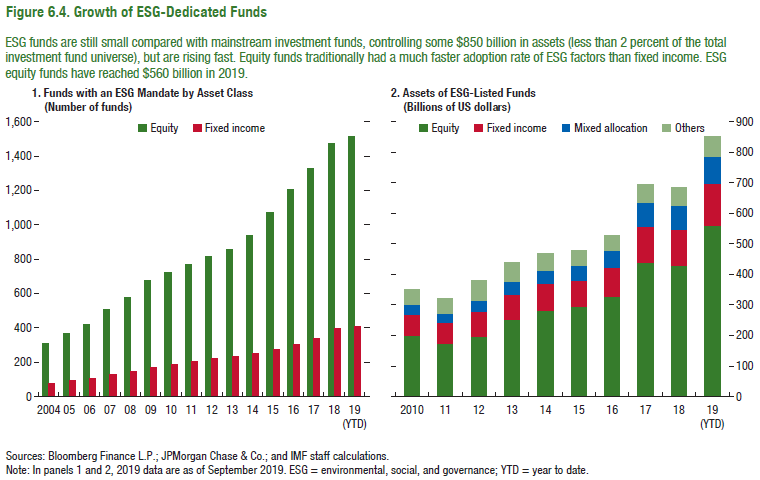 Figure 6.4. Growth of ESG-Dedicated Funds
ESG funds are still small compared with mainstream investment funds, controlling some $850 billion in assets (less than 2 percent of the total
investment fund universe), but are rising fast. Equity funds traditionally had a much faster adoption rate of ESG factors than fixed income. ESG
equity funds have reached $560 billion in 2019.
1. Funds with an ESG Mandate by Asset Class
(Number of funds)
1,600
Equity
Fixed income
1,400
1,200
1,000
800
600
400
200
0
2004 05 06 07 08 09 10 11 12 13 14 15 16 17 18 19
(YTD)
2. Assets of ESG-Listed Funds
(Billions of US dollars)
Equity
Fixed income
Mixed allocation
Others
900
800
700
600
500
400
300
200
100
0
2010 11 12 13 14 15 16 17 18 19
(YTD)
Sources: Bloomberg Finance L.P.; JPMorgan Chase & Co.; and IMF staff calculations.
Note: In panels 1 and 2, 2019 data are as of September 2019. ESG = environmental, social, and governance; YTD = year to date.